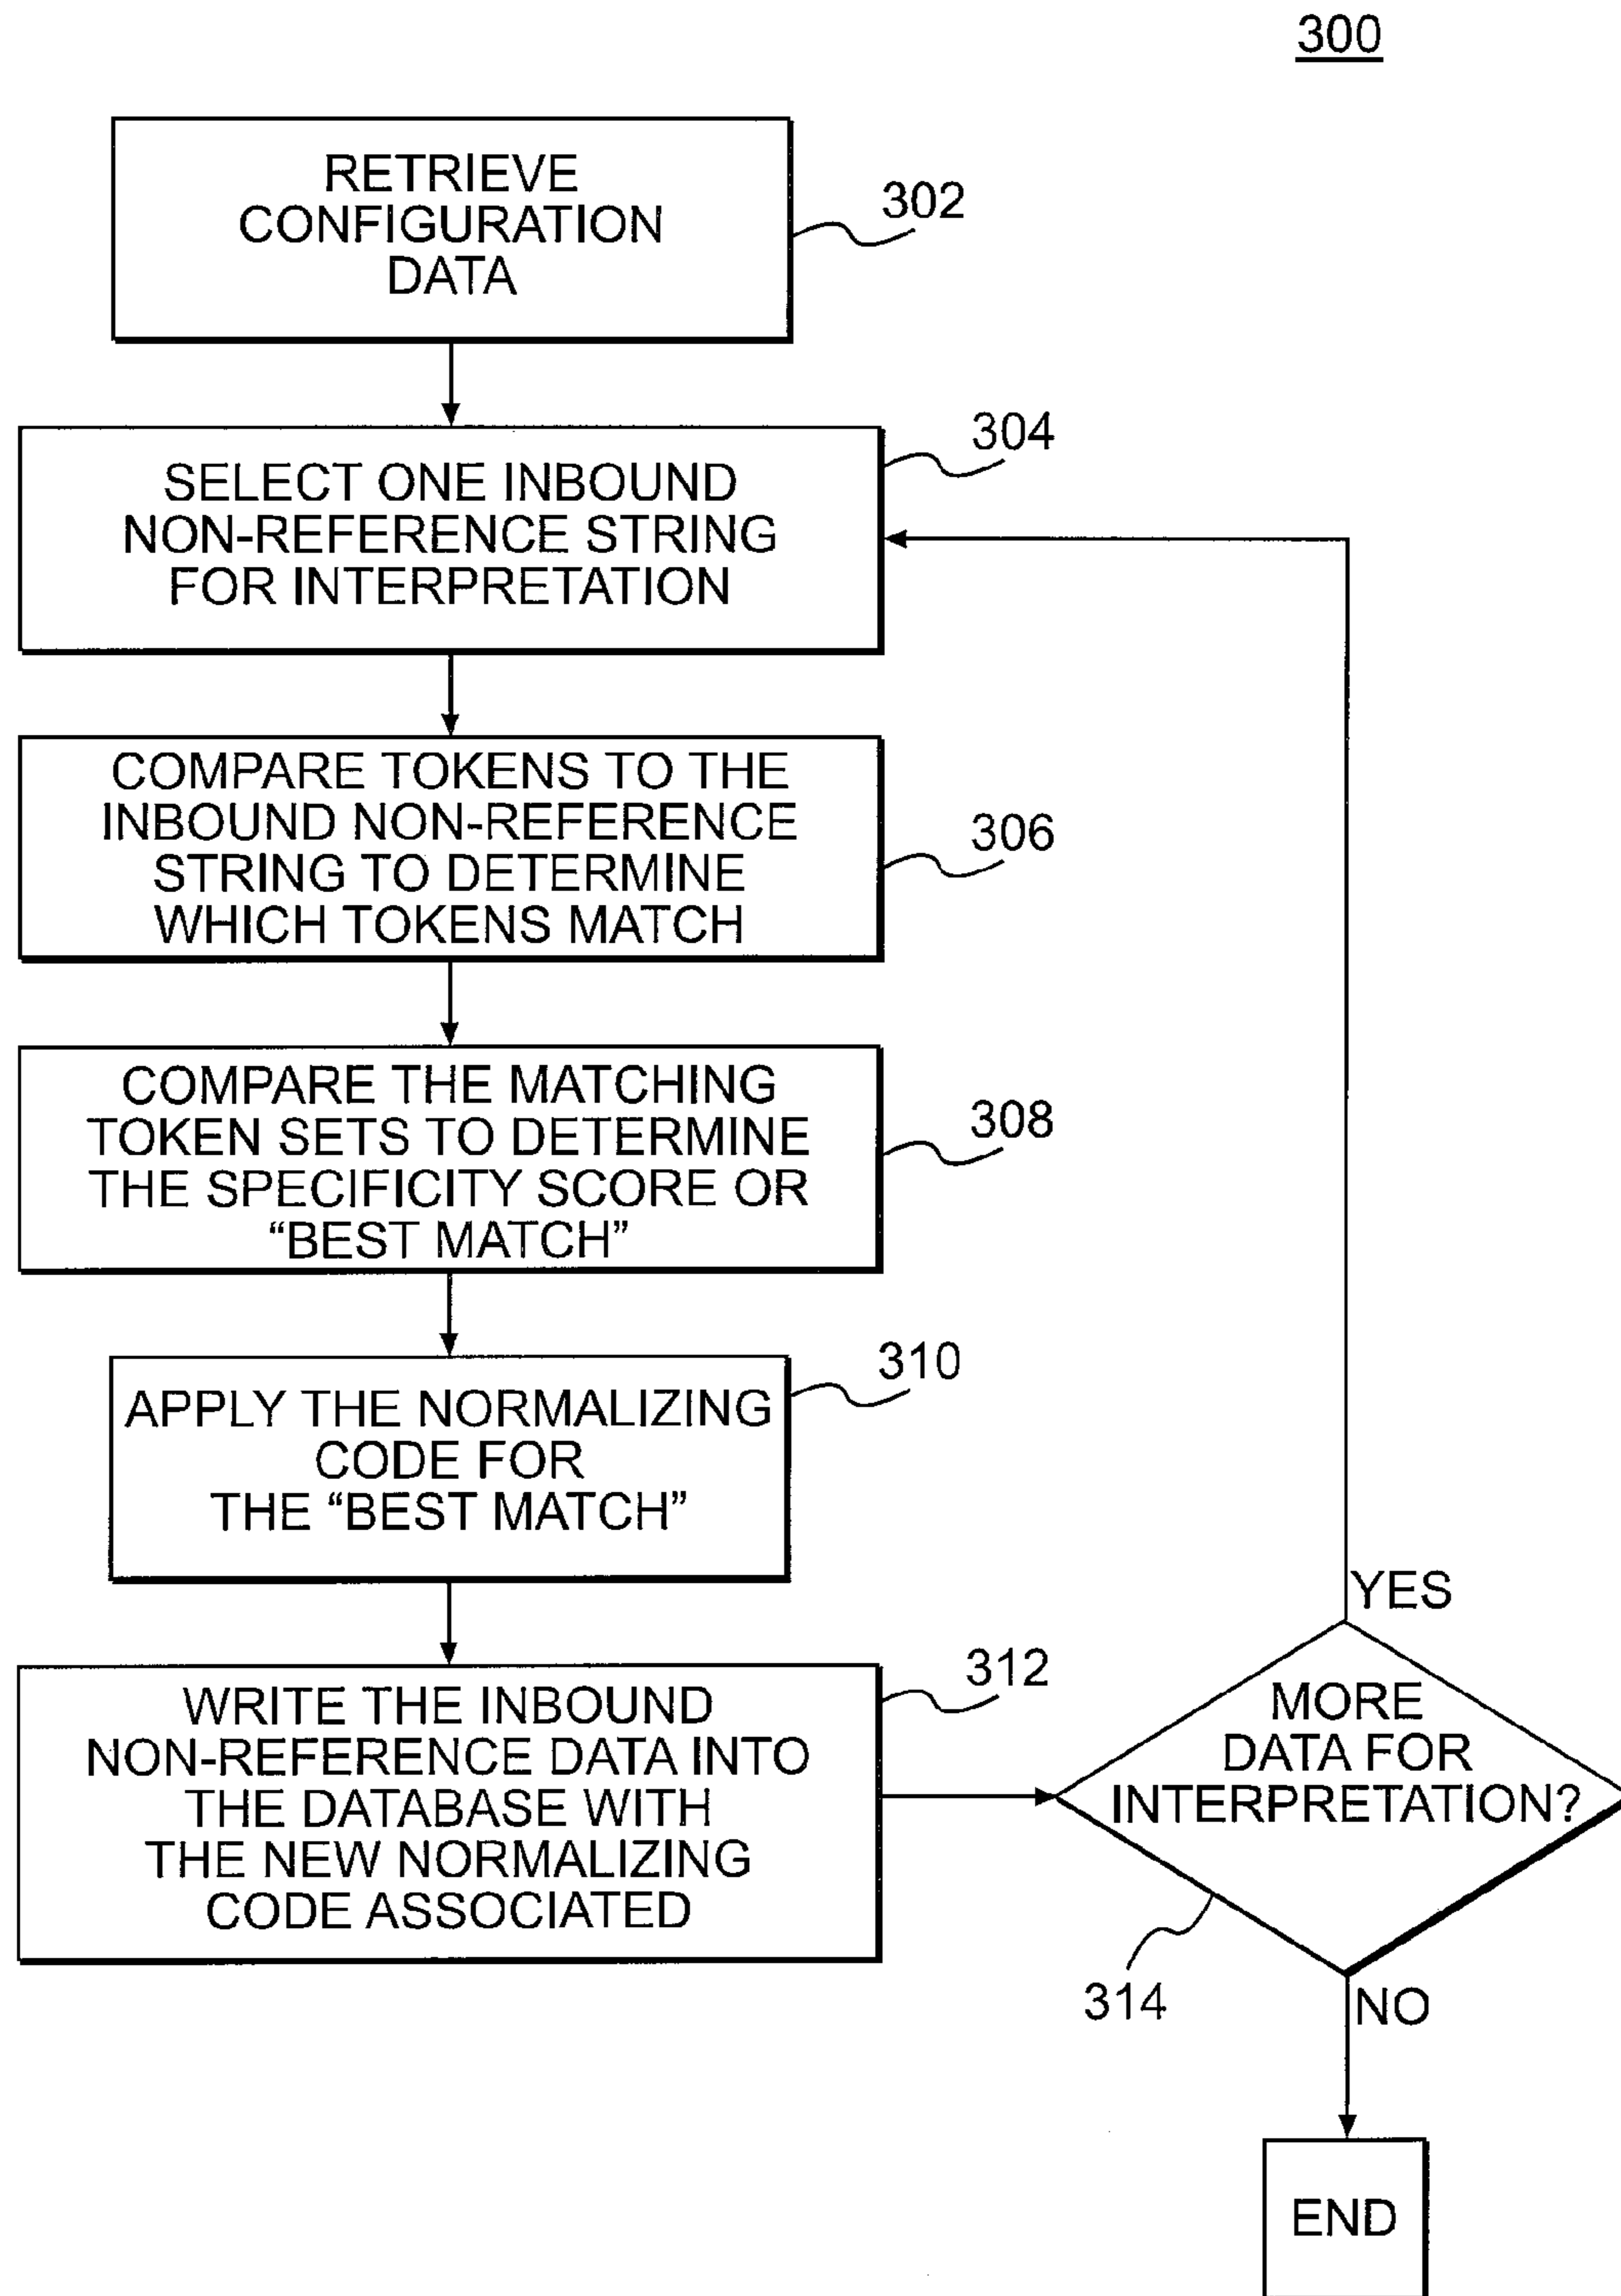 300
RETRIEVE
CONFIGURATION
DATA
302
SELECT ONE INBOUND
NON-REFERENCE STRING
FOR INTERPRETATION
304
COMPARE TOKENS TO THE
INBOUND NON-REFERENCE
STRING TO DETERMINE
WHICH TOKENS MATCH
306
COMPARE THE MATCHING
TOKEN SETS TO DETERMINE
THE SPECIFICITY SCORE OR
“BEST MATCH”
308
APPLY THE NORMALIZING
CODE FOR
THE “BEST MATCH”
310
WRITE THE INBOUND
NON-REFERENCE DATA INTO
THE DATABASE WITH
THE NEW NORMALIZING
CODE ASSOCIATED
312
YES
MORE
DATA FOR
INTERPRETATION?
314
NO
END